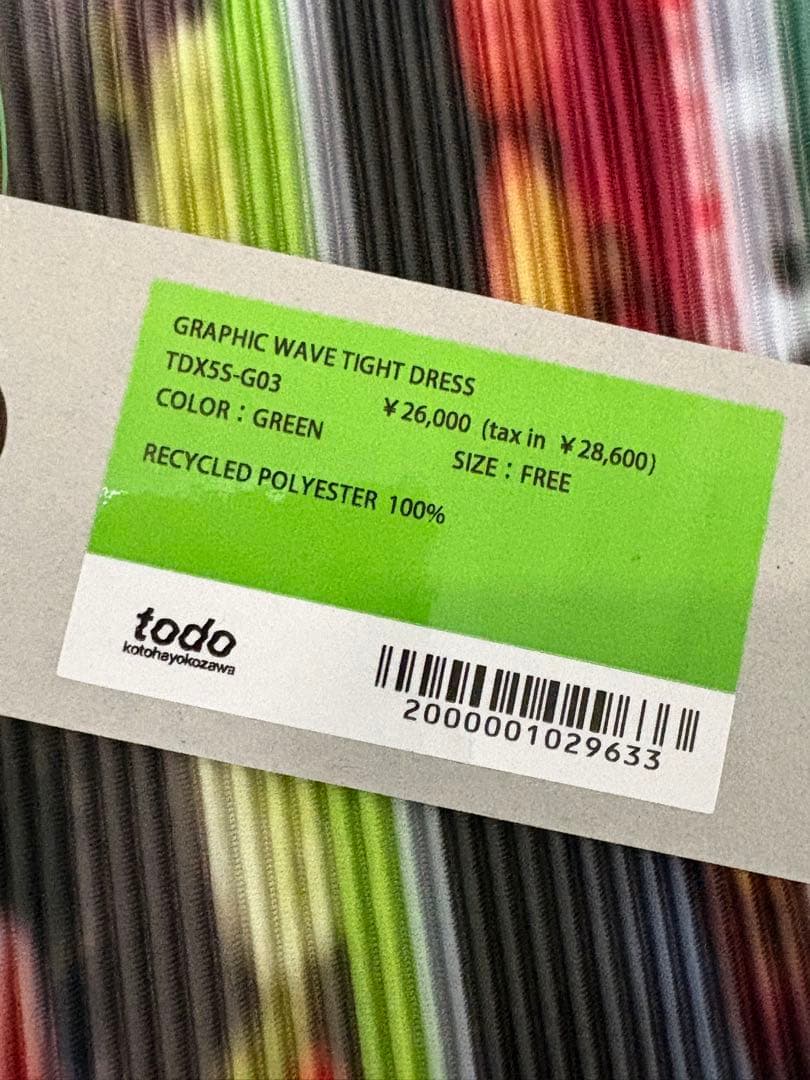 GRAPHIC WAVE TIGHT DRESS
TDX5S-G03
¥26,000 (tax in ¥28,600)
COLOR：GREEN
SIZE：FREE
RECYCLED POLYESTER 100%
todo
kotohayokozawa
2000001029633